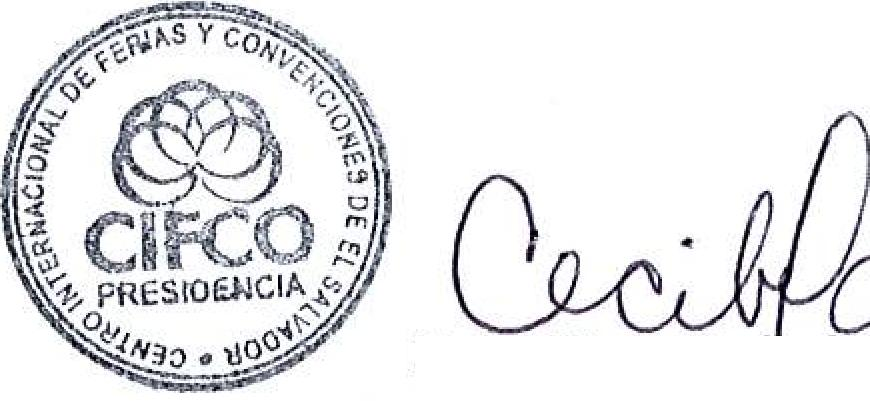 CENTRO INTERNACIONAL DE FERIAS Y CONVENCIONES DE EL SALVADOR •
CIFCO
PRESIDENCIA